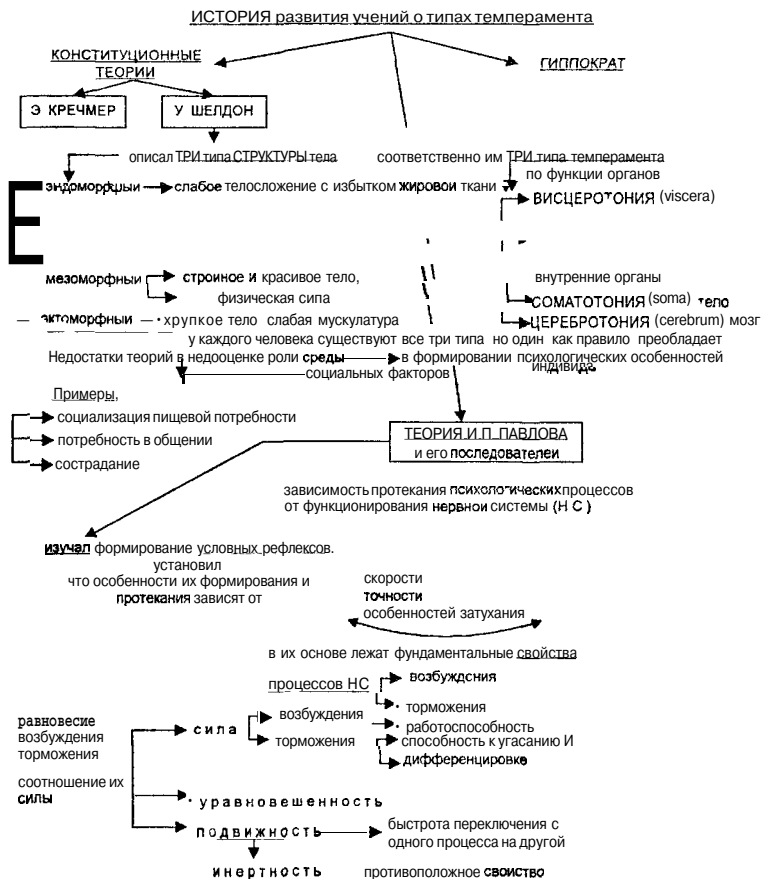 ИСТОРИЯ развития учений о типах темперамента
КОНСТИТУЦИОННЫЕ
ТЕОРИИ
ГИППОКРАТ
Э КРЕЧМЕР
У ШЕЛДОН
описал ТРИ типа СТРУКТУРЫ тела
соответственно им ТРИ типа темперамента
по функции органов
эндоморфныи
слабое телосложение с избытком жировои ткани
ВИСЦЕРОТОНИЯ (viscera)
Е
мезоморфныи
строиное и красивое тело,
физическая сипа
внутренние органы
СОМАТОТОНИЯ (soma) тело
эктоморфныи
хрупкое тело слабая мускулатура
ЦЕРЕБРОТОНИЯ (cerebrum) мозг
у каждого человека существуют все три типа но один как правило преобладает
Недостатки теорий в недооценке роли среды
в формировании психологических особенностей
индивида
социальных факторов
Примеры,
социализация пищевой потребности
потребность в общении
сострадание
ТЕОРИЯ И.П ПАВЛОВА
и его последователеи
зависимость протекания психологических процессов
от функционирования нервнои системы (Н С)
изучал формирование условных рефлексов.
установил
что особенности их формирования и
протекания зависят от
скорости
точности
особенностей затухания
в их основе лежат фундаментальные свойства
процессов НС
возбуждения
торможения
равновесие
возбуждения
торможения
соотношение их
силы
сила
возбуждения
торможения
работоспособность
способность к угасанию И
дифференцировке
уравновешенность
подвижность
быстрота переключения с
одного процесса на другой
инертность
противоположное своиство